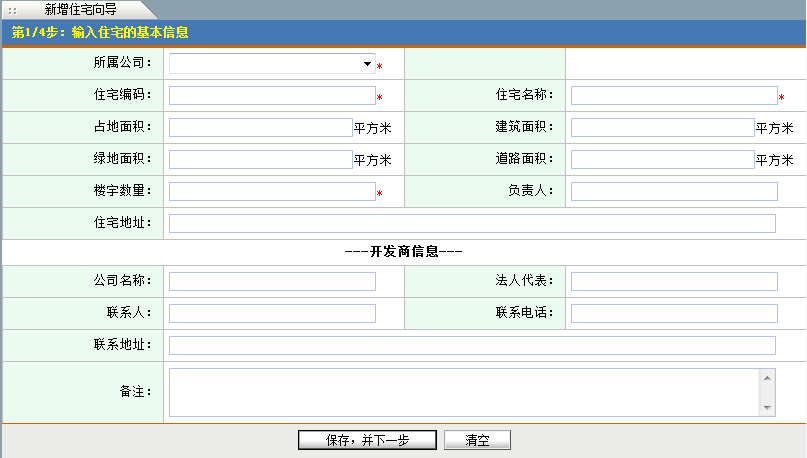 新增住宅向导
第1/4步：输入住宅的基本信息
所属公司： *
住宅编码： * 住宅名称： *
占地面积： 平方米 建筑面积： 平方米
绿地面积： 平方米 道路面积： 平方米
楼宇数量： * 负责人：
住宅地址：
---开发商信息---
公司名称： 法人代表：
联系人： 联系电话：
联系地址：
备注：
保存，并下一步 清空